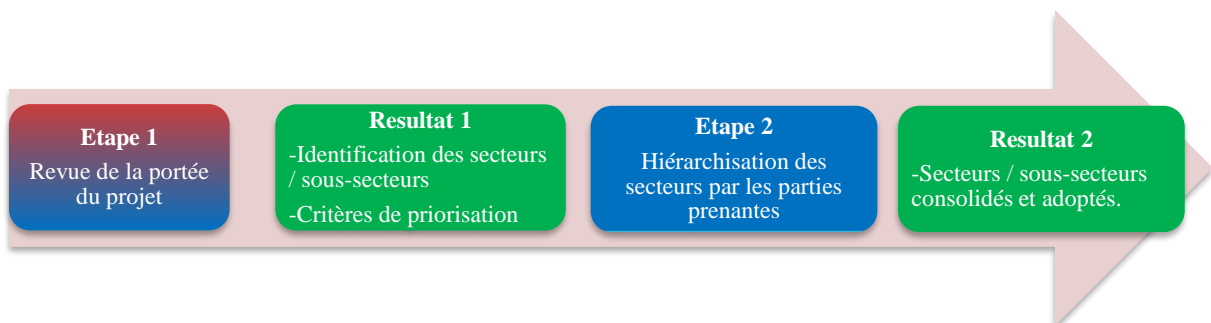 Etape 1
Revue de la portée
du projet
Resultat 1
-Identification des secteurs
/ sous-secteurs
-Critères de priorisation
Etape 2
Hiérarchisation des
secteurs par les parties
prenantes
Resultat 2
-Secteurs / sous-secteurs
consolidés et adoptés.